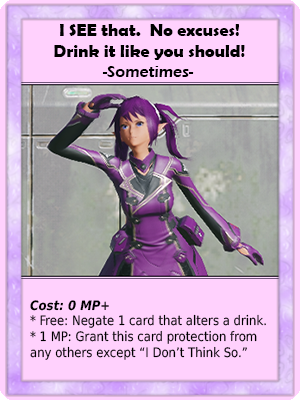 I SEE that.  No excuses!
Drink it like you should!
-Sometimes-
Cost: 0 MP+
* Free: Negate 1 card that alters a drink.
* 1 MP: Grant this card protection from
any others except “I Don’t Think So.”